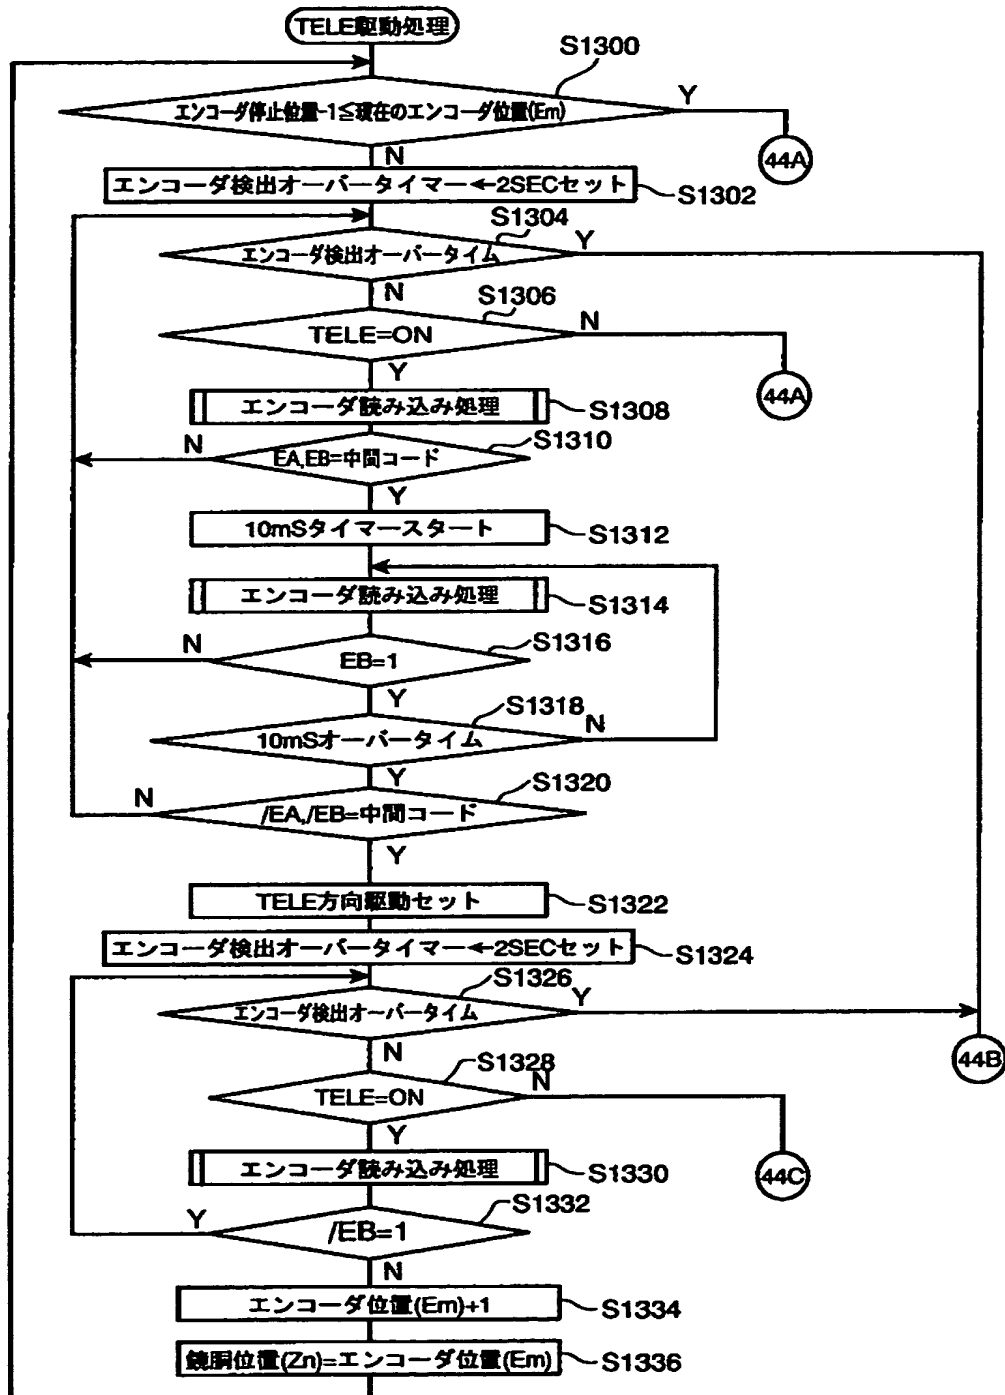 TELE駆動処理
S1300
エンコーダ停止位置-1≦現在のエンコーダ位置(Em)
Y
44A
N
エンコーダ検出オーバータイマー←2SECセット
S1302
S1304
エンコーダ検出オーバータイム
Y
N
S1306
TELE=ON
N
44A
Y
エンコーダ読み込み処理
S1308
S1310
N
EA,EB=中間コード
Y
10mSタイマースタート
S1312
エンコーダ読み込み処理
S1314
S1316
N
EB=1
Y
S1318
10mSオーバータイム
N
Y
S1320
N
/EA,/EB=中間コード
Y
TELE方向駆動セット
S1322
エンコーダ検出オーバータイマー←2SECセット
S1324
S1326
エンコーダ検出オーバータイム
Y
44B
N
S1328
TELE=ON
N
44C
Y
エンコーダ読み込み処理
S1330
S1332
Y
/EB=1
N
エンコーダ位置(Em)+1
S1334
鏡胴位置(Zn)=エンコーダ位置(Em)
S1336